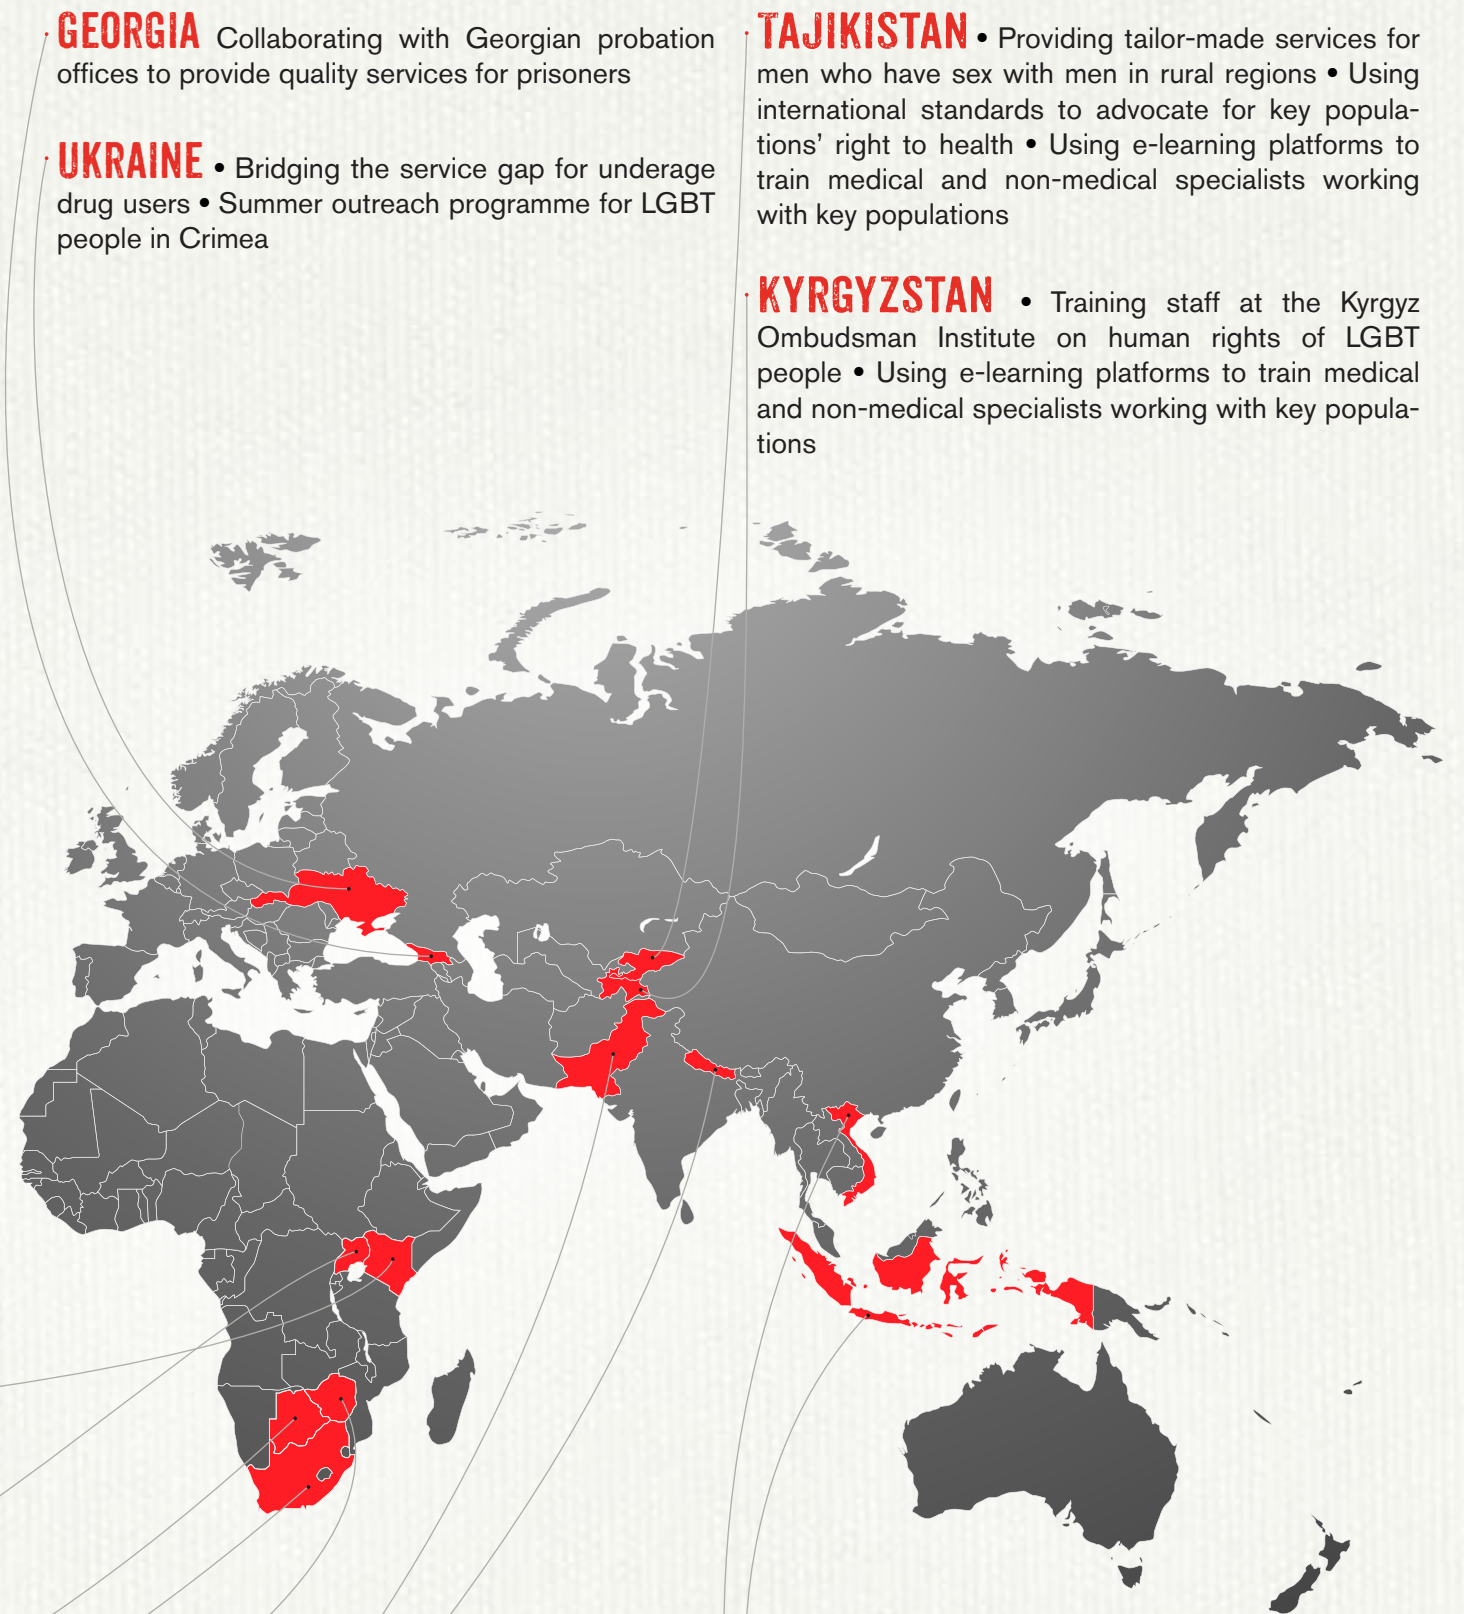 GEORGIA Collaborating with Georgian probation
offices to provide quality services for prisoners
UKRAINE • Bridging the service gap for underage
drug users • Summer outreach programme for LGBT
people in Crimea
TAJIKISTAN • Providing tailor-made services for
men who have sex with men in rural regions • Using
international standards to advocate for key popula-
tions’ right to health • Using e-learning platforms to
train medical and non-medical specialists working
with key populations
KYRGYZSTAN • Training staff at the Kyrgyz
Ombudsman Institute on human rights of LGBT
people • Using e-learning platforms to train medical
and non-medical specialists working with key popula-
tions